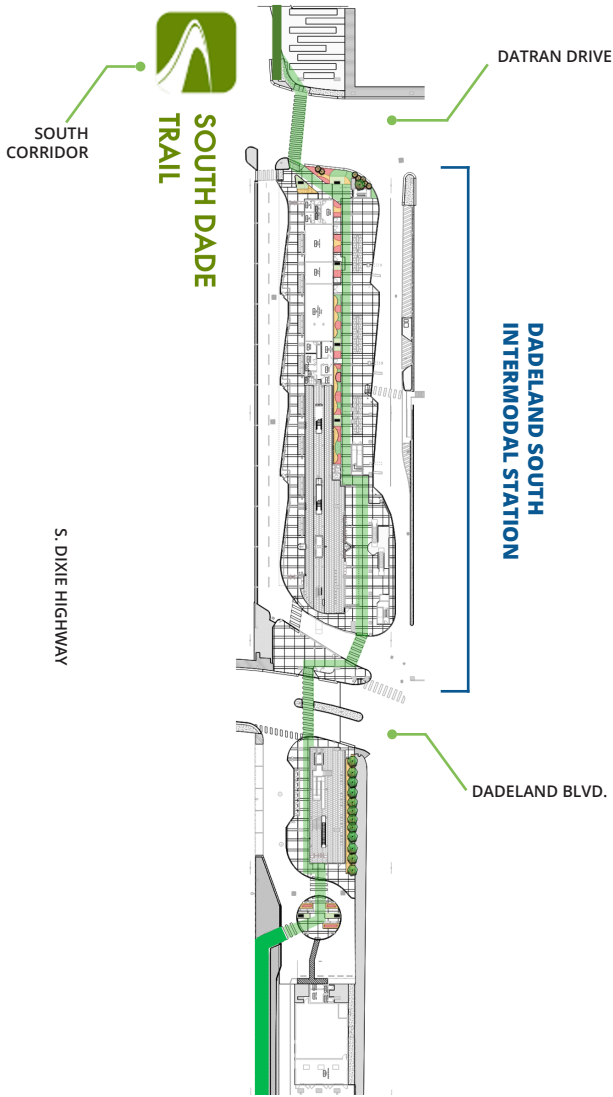 DATRAN DRIVE
SOUTH
CORRIDOR
SOUTH DADE
TRAIL
DADELAND SOUTH
INTERMODAL STATION
S. DIXIE HIGHWAY
DADELAND BLVD.